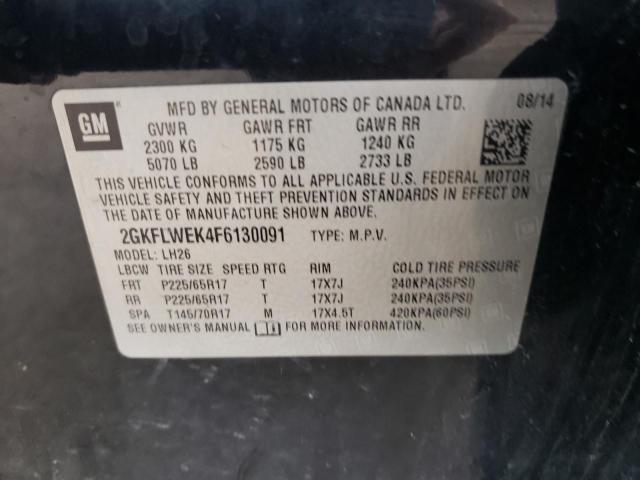 GM
MFD BY GENERAL MOTORS OF CANADA LTD. 08/14
GVWR GAWR FRT GAWR RR
2300 KG 1175 KG 1240 KG
5070 LB 2590 LB 2733 LB
THIS VEHICLE CONFORMS TO ALL APPLICABLE U.S. FEDERAL MOTOR
VEHICLE SAFETY AND THEFT PREVENTION STANDARDS IN EFFECT ON
THE DATE OF MANUFACTURE SHOWN ABOVE.
2GKFLWEK4F6130091 TYPE: M.P.V.
MODEL: LH26
LBCW TIRE SIZE SPEED RTG RIM COLD TIRE PRESSURE
FRT P225/65R17 T 17X7J 240KPA(35PSI)
RR P225/65R17 T 17X7J 240KPA(35PSI)
SPA T145/70R17 M 17X4.5T 420KPA(60PSI)
SEE OWNER'S MANUAL FOR MORE INFORMATION.